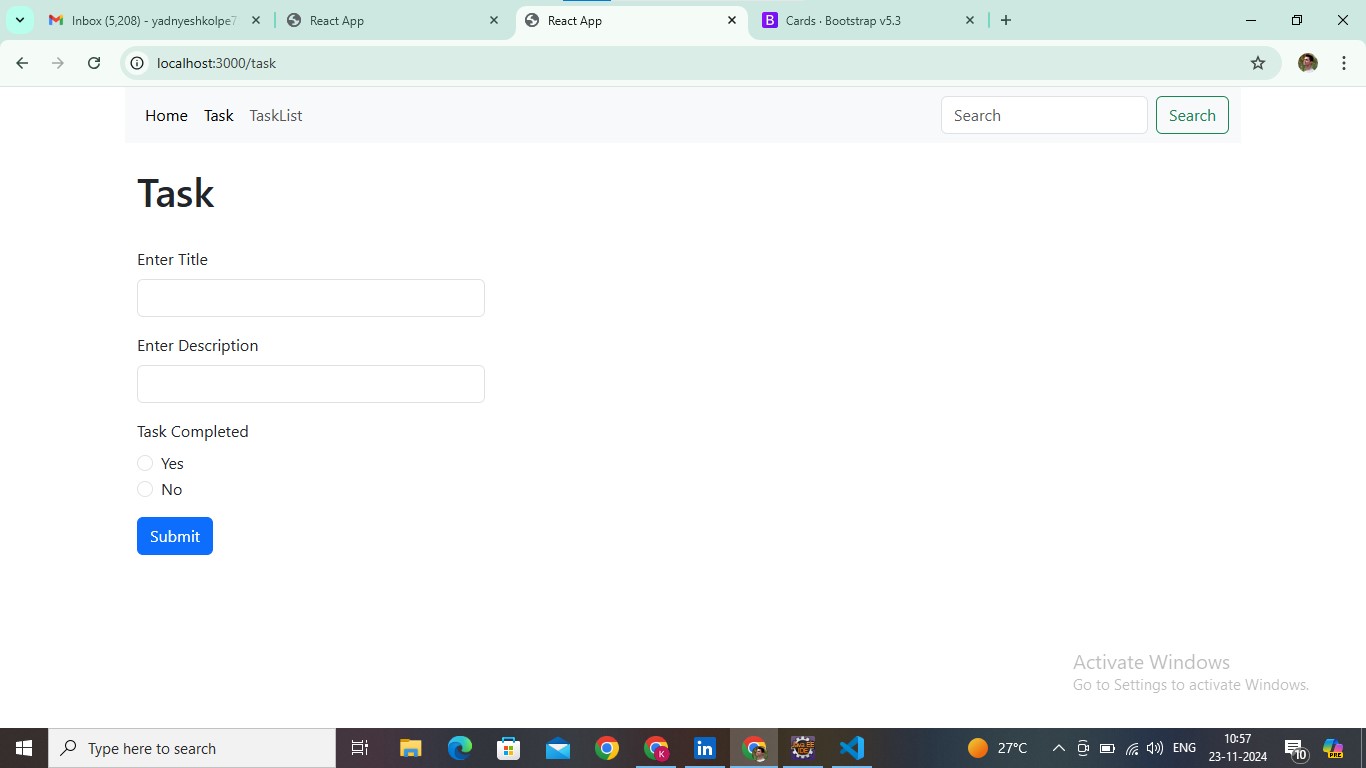 Inbox (5,208) - yadnyeshkolpe7
React App
React App
B Cards · Bootstrap v5.3
localhost:3000/task
Home Task TaskList
Search Search
Task
Enter Title
Enter Description
Task Completed
Yes
No
Submit
Activate Windows
Go to Settings to activate Windows.
Type here to search
K
in
27°C
ENG
10:57
23-11-2024
10
PRE